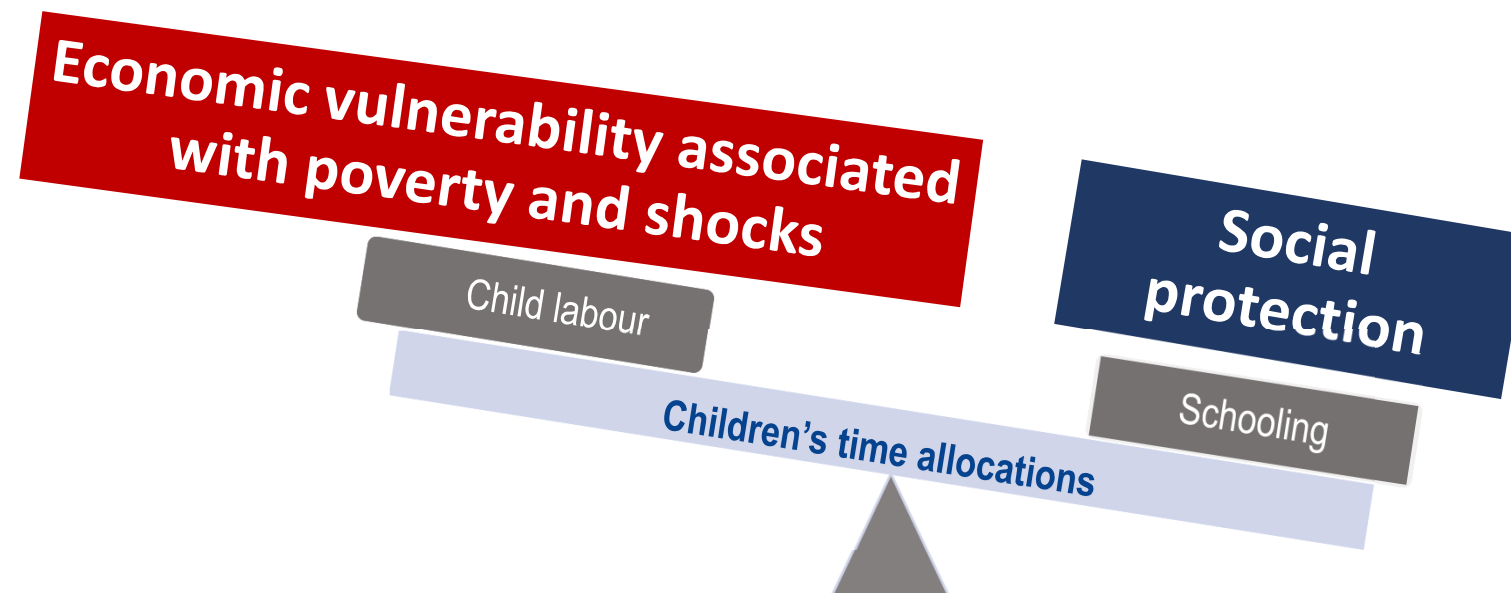 Economic vulnerability associated
with poverty and shocks
Social
protection
Child labour
Schooling
Children’s time allocations